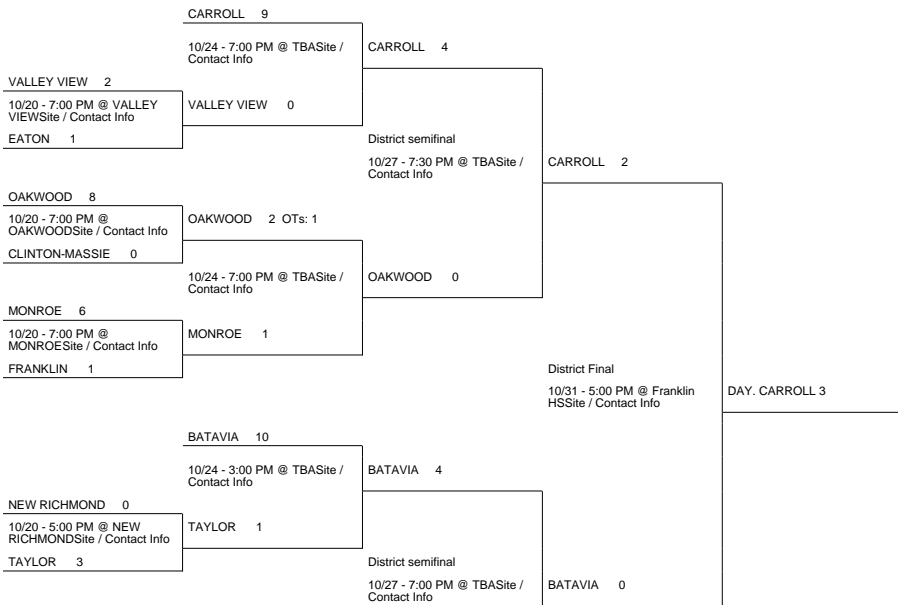 CARROLL 9
10/24 - 7:00 PM @ TBASite /
Contact Info
CARROLL 4
VALLEY VIEW 2
10/20 - 7:00 PM @ VALLEY
VIEWSite / Contact Info
VALLEY VIEW 0
EATON 1
District semifinal
10/27 - 7:30 PM @ TBASite /
Contact Info
CARROLL 2
OAKWOOD 8
10/20 - 7:00 PM @
OAKWOODSite / Contact Info
OAKWOOD 2 OTs: 1
CLINTON-MASSIE 0
10/24 - 7:00 PM @ TBASite /
Contact Info
OAKWOOD 0
MONROE 6
10/20 - 7:00 PM @
MONROESite / Contact Info
MONROE 1
FRANKLIN 1
District Final
10/31 - 5:00 PM @ Franklin
HSSite / Contact Info
DAY. CARROLL 3
BATAVIA 10
10/24 - 3:00 PM @ TBASite /
Contact Info
BATAVIA 4
NEW RICHMOND 0
10/20 - 5:00 PM @ NEW
RICHMONDSite / Contact Info
TAYLOR 1
TAYLOR 3
District semifinal
10/27 - 7:00 PM @ TBASite /
Contact Info
BATAVIA 0